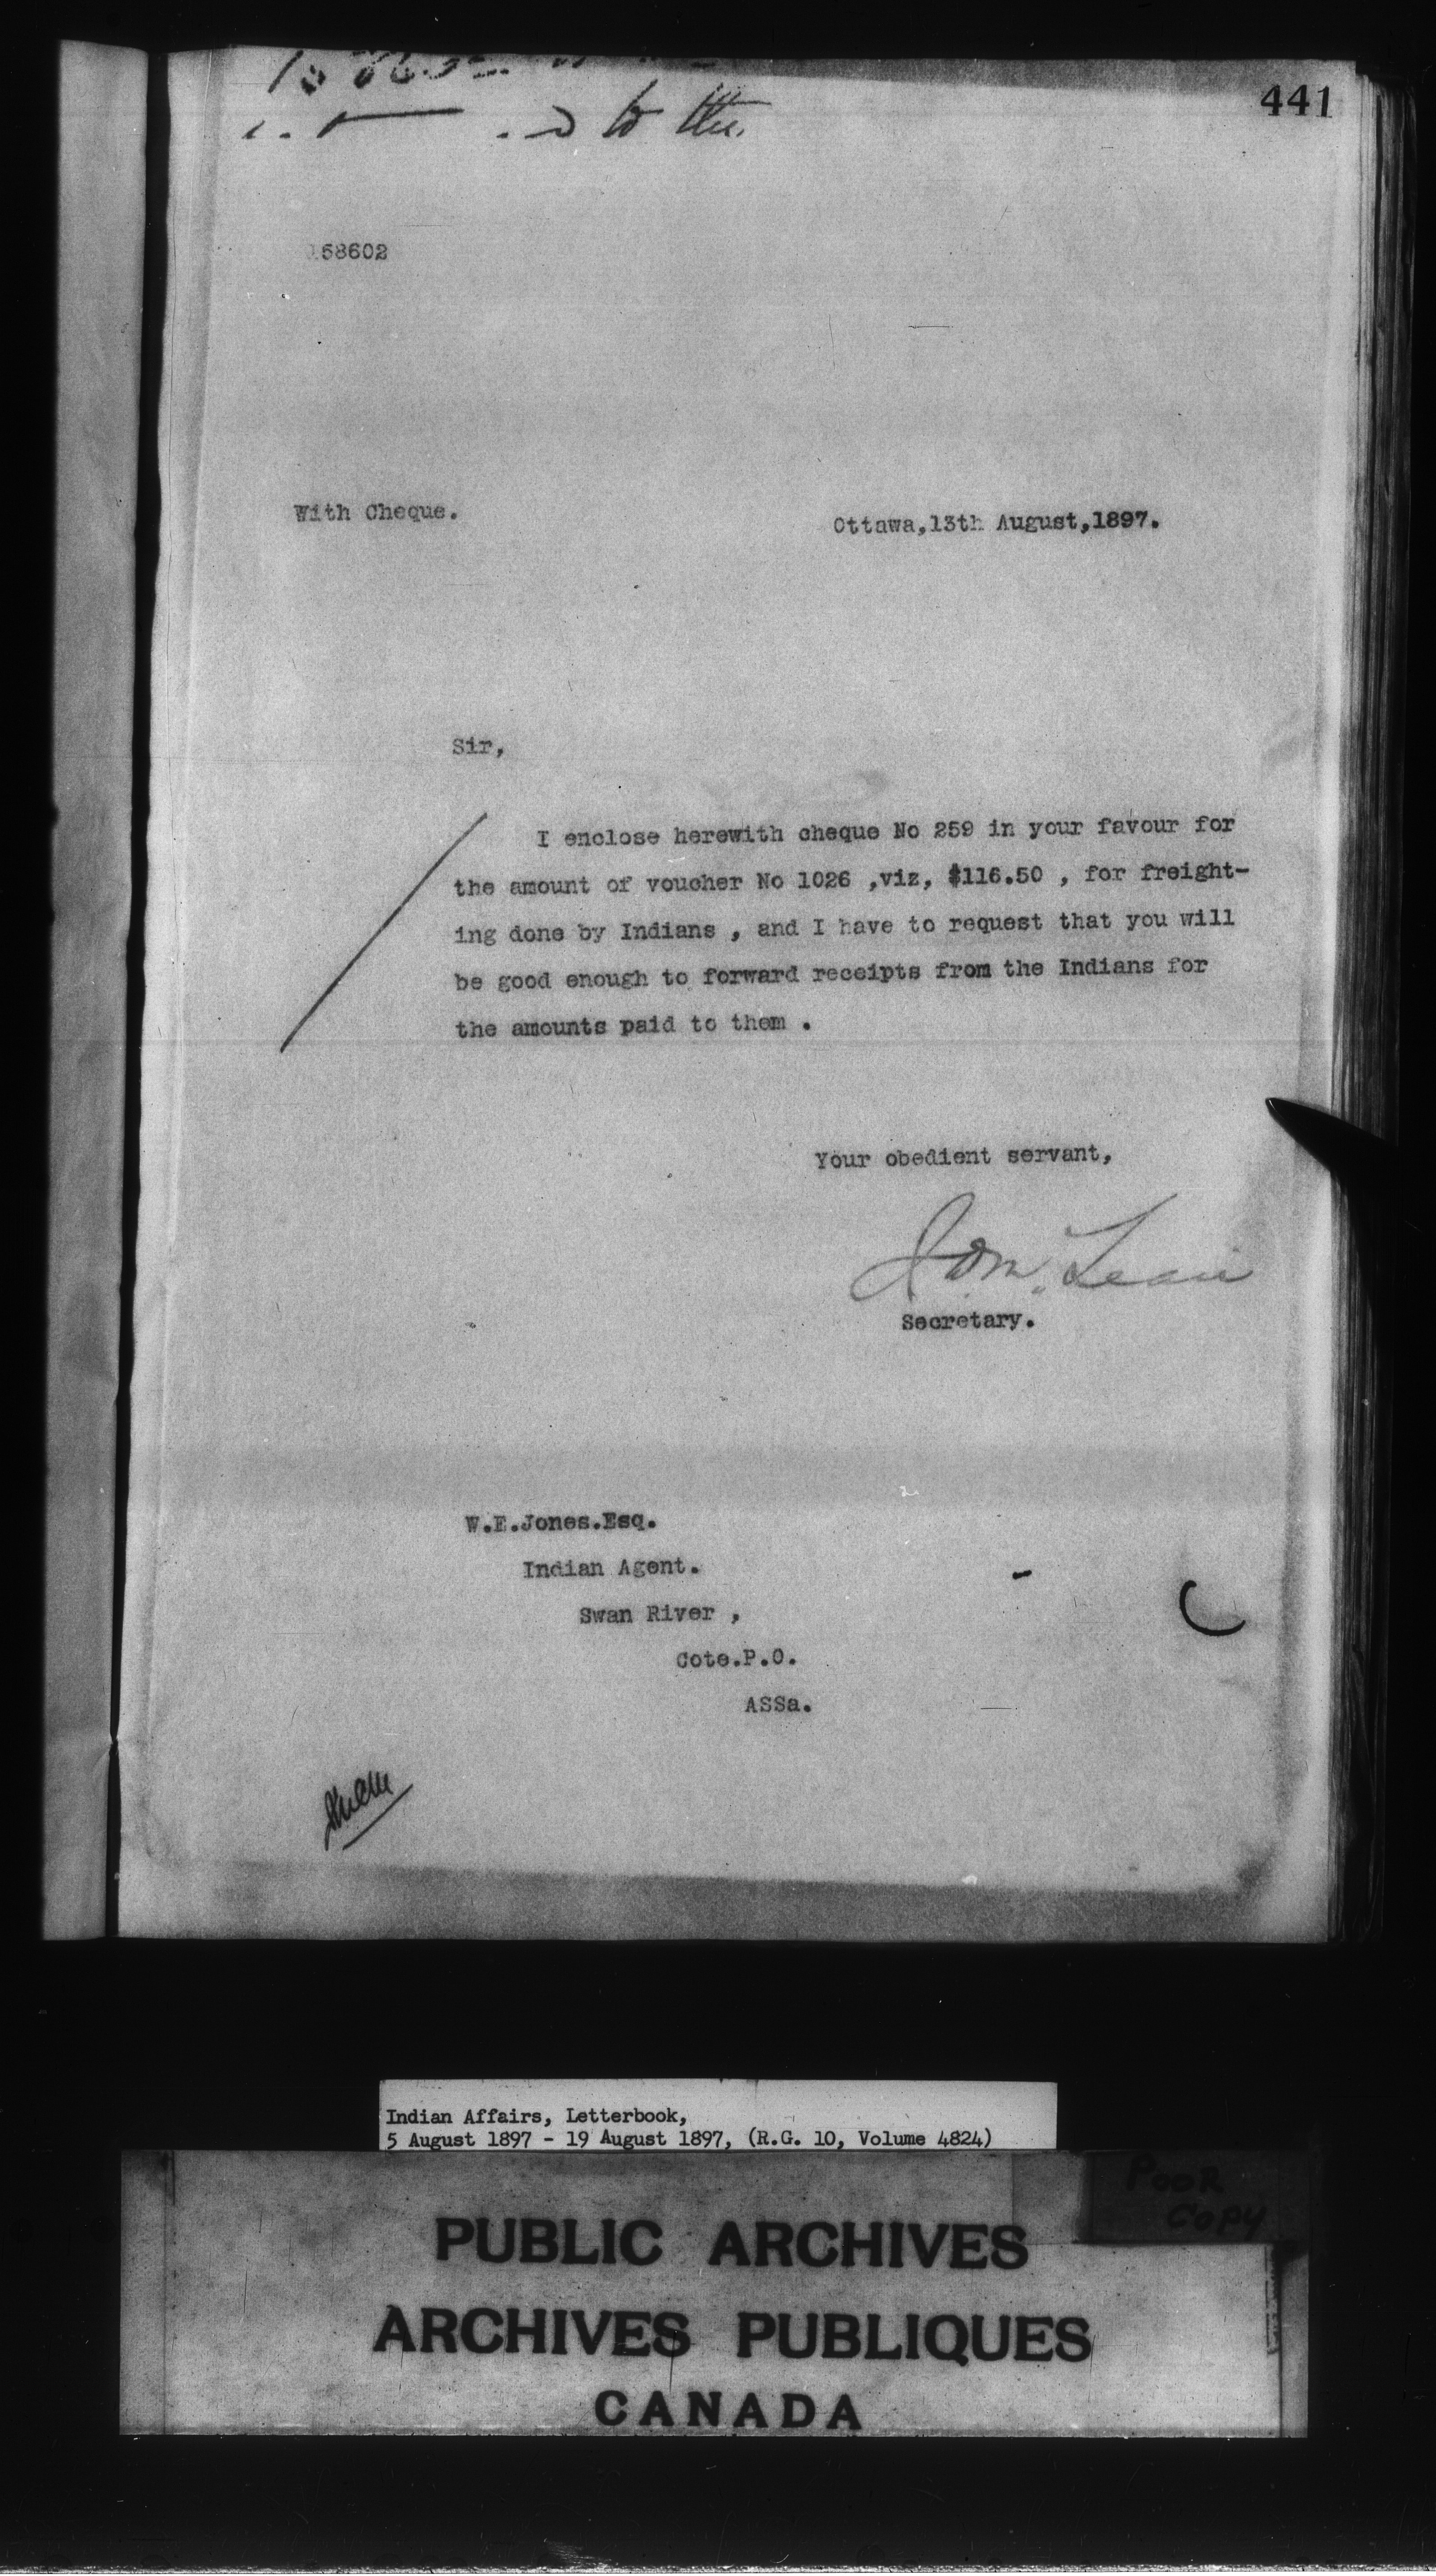 441
to the
158602
With Cheque.
Ottawa,13th August,1897.
Sir,
I enclose herewith cheque No 259 in your favour for
the amount of voucher No 1026 ,viz, $116.50 , for freight-
ing done by Indians , and I have to request that you will
be good enough to forward receipts from the Indians for
the amounts paid to them .
Your obedient servant,
J.D.M.Lean
Secretary.
W.E.Jones.Esq.
Indian Agent.
Swan River ,
Cote.P.O.
ASSa.
Indian Affairs, Letterbook,
5 August 1897 - 19 August 1897, (R.G. 10, Volume 4824)
POOR
COPY
PUBLIC ARCHIVES
ARCHIVES PUBLIQUES
CANADA